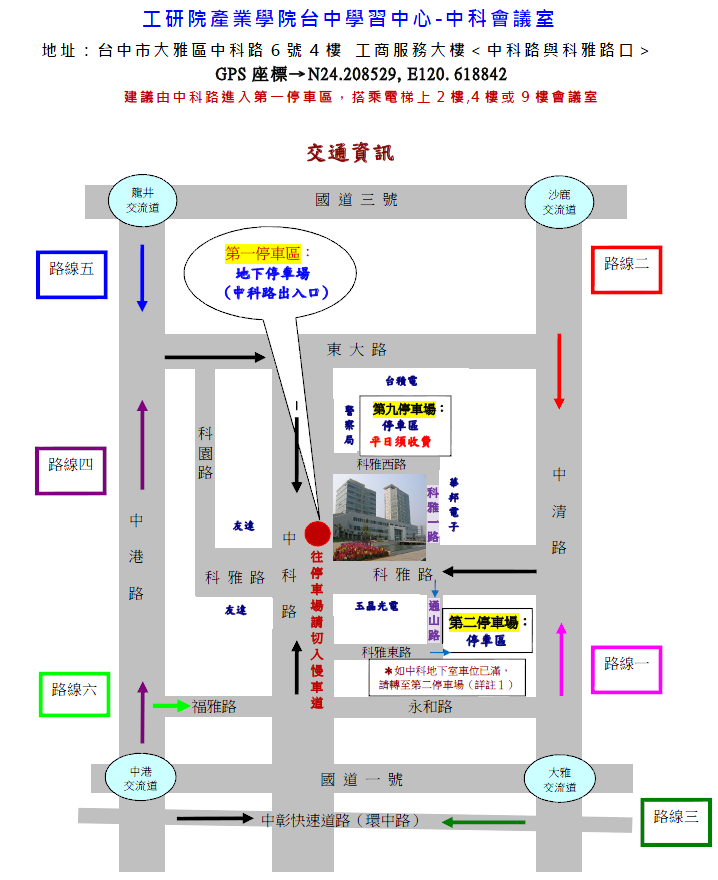 工研院產業學院台中學習中心-中科會議室
地址：台中市大雅區中科路６號４樓 工商服務大樓＜中科路與科雅路口＞
GPS 座標→N24.208529, E120. 618842
建議由中科路進入第一停車區，搭乘電梯上 2 樓,4 樓或 9 樓會議室
交通資訊
龍井
交流道
國道三號
沙鹿
交流道
路線五
第一停車區：
地下停車場
（中科路出入口）
路線二
東大路
台積電
警察局
第九停車場：
停車區
平日須收費
科園路
科雅西路
路線四
中港路
友達
中科路
科雅一路
華邦電子
中清路
往停車場請切入慢車道
科雅路
科雅路
友達
玉晶光電
通山路
第二停車場：
停車區
科雅東路
路線一
＊如中科地下室車位已滿，
請轉至第二停車場（詳註１）
路線六
福雅路
永和路
中港
交流道
國道一號
大雅
交流道
中彰快速道路（環中路）
路線三